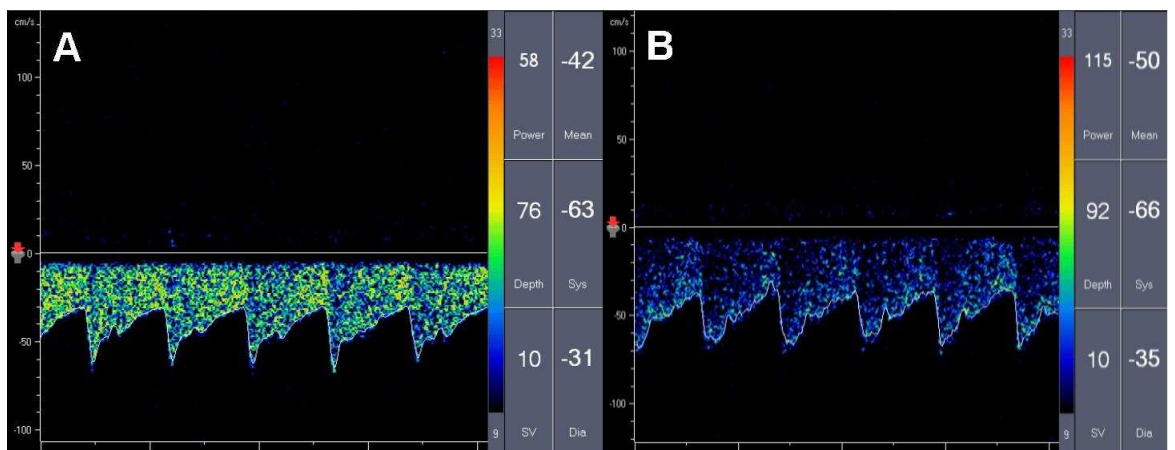 cm/s
A
100
50
0
-50
-100
33
9
58 -42
Power Mean
76 -63
Depth Sys
10 -31
SV Dia
cm/s
B
100
50
0
-50
-100
33
9
115 -50
Power Mean
92 -66
Depth Sys
10 -35
SV Dia